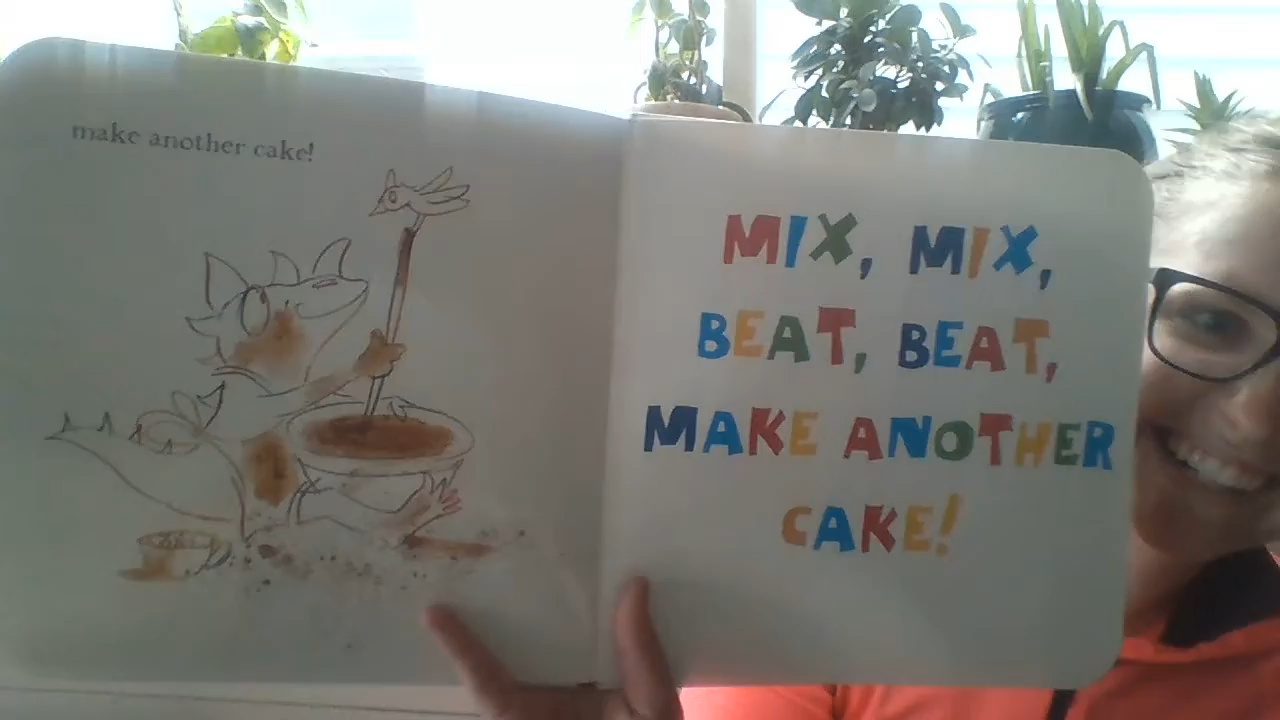 make another cake!
MIX, MIX,
BEAT, BEAT,
MAKE ANOTHER
CAKE!